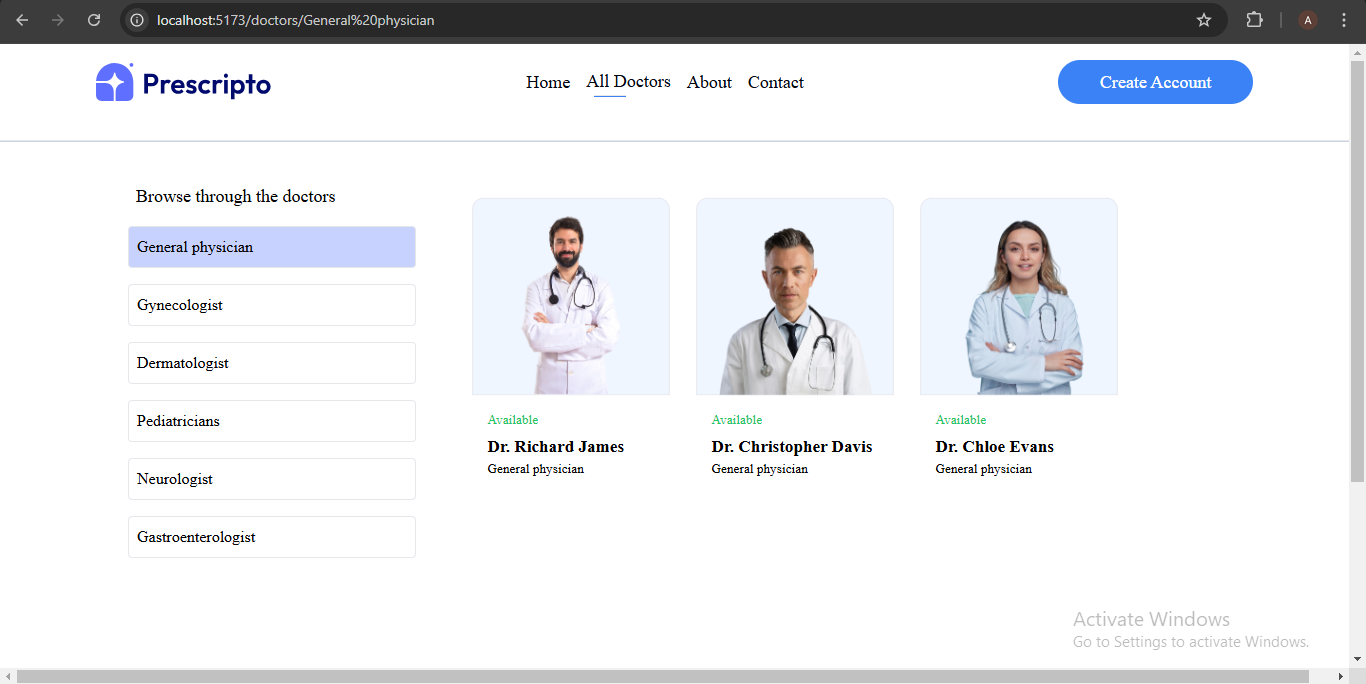 localhost:5173/doctors/General%20physician
A
Prescripto
Home All Doctors About Contact
Create Account
Browse through the doctors
General physician
Gynecologist
Dermatologist
Pediatricians
Neurologist
Gastroenterologist
Available
Dr. Richard James
General physician
Available
Dr. Christopher Davis
General physician
Available
Dr. Chloe Evans
General physician
Activate Windows
Go to Settings to activate Windows.